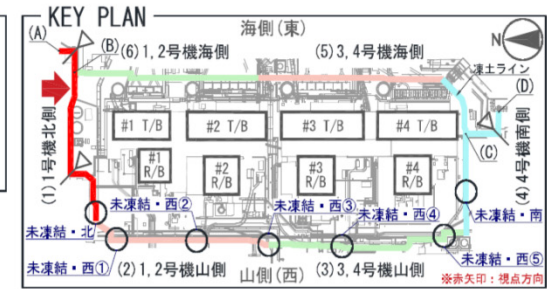 KEY PLAN
海側(東)
(A)
(B)
(6)1,2号機海側
(5)3,4号機海側
N
凍土ライン
(D)
(1)1号機北側
#1 T/B
#2 T/B
#3 T/B
#4 T/B
(C)
(4)4号機南側
#1
R/B
#2
R/B
#3
R/B
#4
R/B
未凍結・北
未凍結・西①
未凍結・西②
未凍結・西③
未凍結・西④
未凍結・南
未凍結・西⑤
(2)1,2号機山側
山側(西)
(3)3,4号機山側
※赤矢印：視点方向